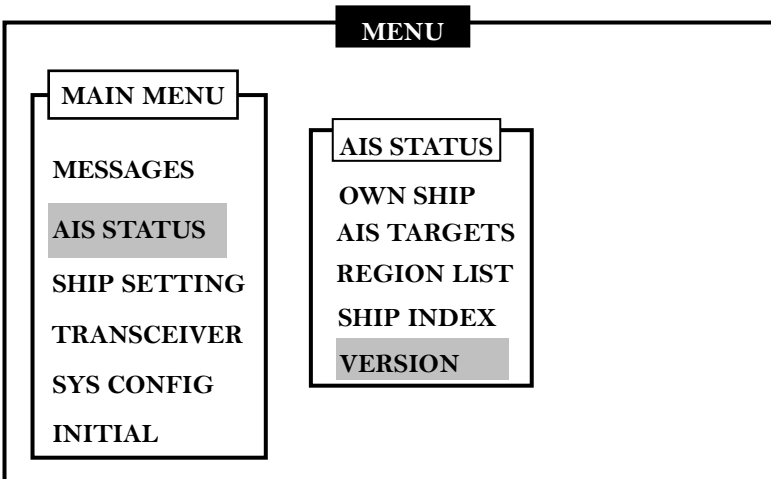 MENU
MAIN MENU
MESSAGES
AIS STATUS
SHIP SETTING
TRANSCEIVER
SYS CONFIG
INITIAL
AIS STATUS
OWN SHIP
AIS TARGETS
REGION LIST
SHIP INDEX
VERSION